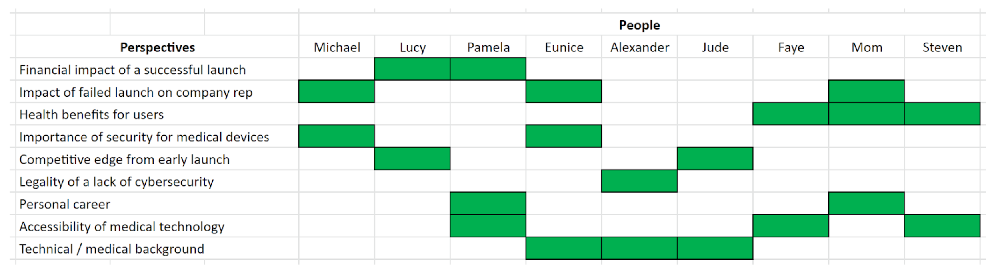 People
Perspectives Michael Lucy Pamela Eunice Alexander Jude Faye Mom Steven
Financial impact of a successful launch
Impact of failed launch on company rep
Health benefits for users
Importance of security for medical devices
Competitive edge from early launch
Legality of a lack of cybersecurity
Personal career
Accessibility of medical technology
Technical / medical background